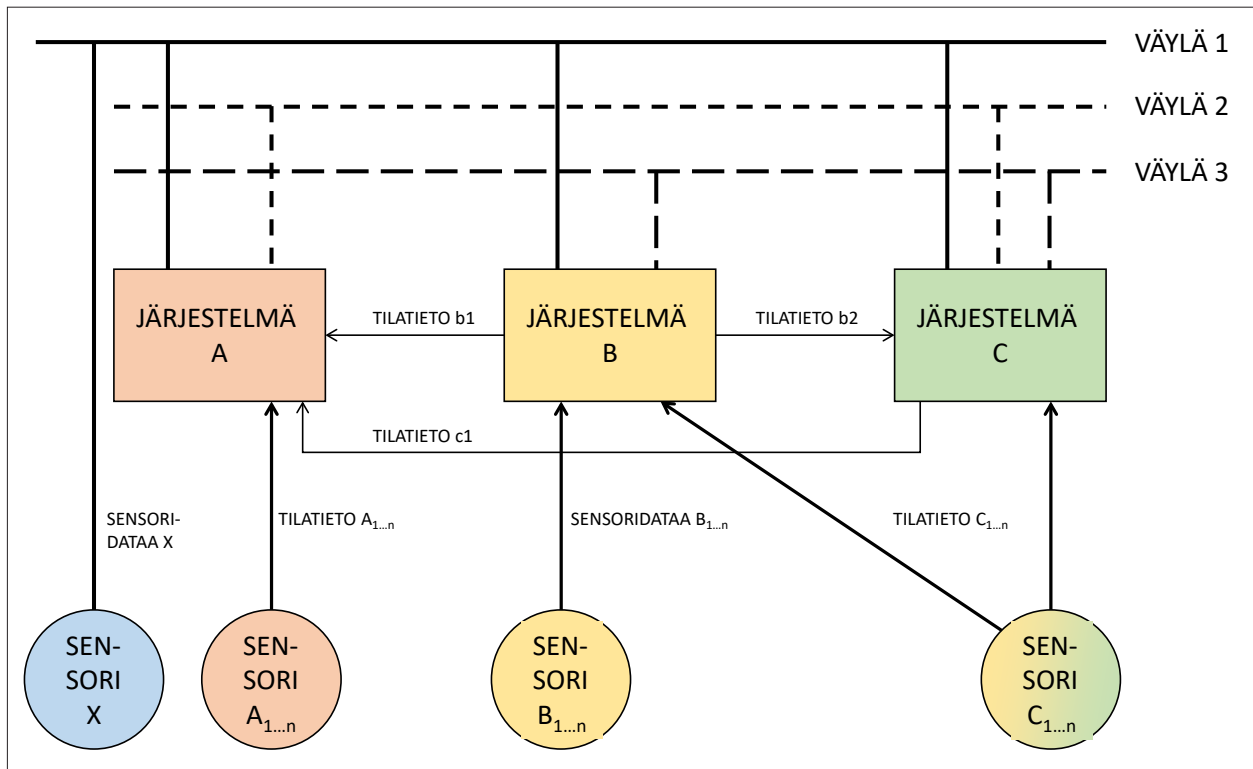 VÄYLÄ 1
VÄYLÄ 2
VÄYLÄ 3
JÄRJESTELMÄ
A
TILATIETO b1
JÄRJESTELMÄ
B
TILATIETO b2
JÄRJESTELMÄ
C
TILATIETO c1
SENSORI-
DATAA X
TILATIETO A1...n
SENSORIDATAA B1...n
TILATIETO C1...n
SEN-
SORI
X
SEN-
SORI
A1...n
SEN-
SORI
B1...n
SEN-
SORI
C1...n